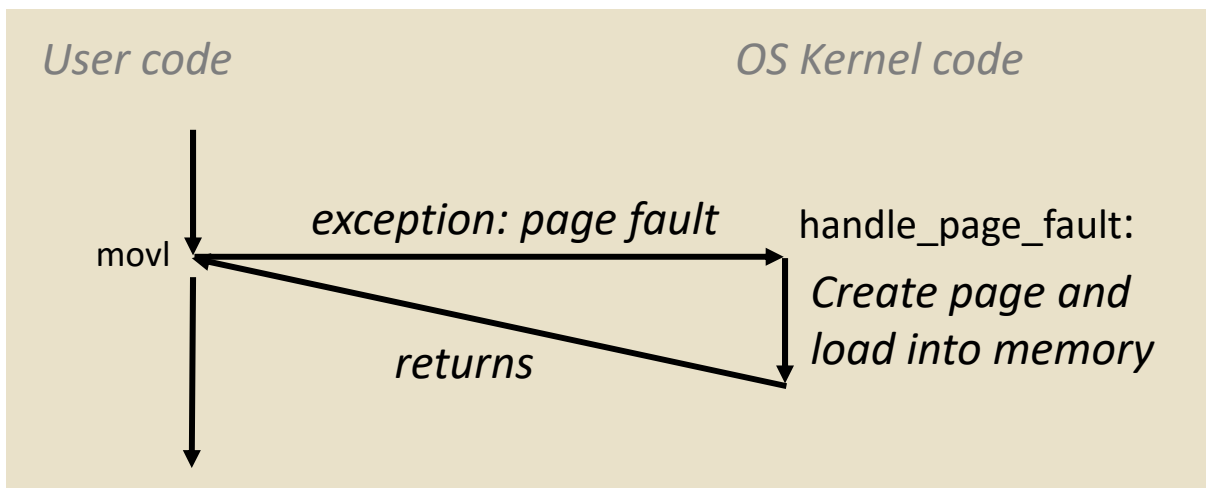 User code
OS Kernel code
exception: page fault
handle_page_fault:
movl
Create page and
load into memory
returns